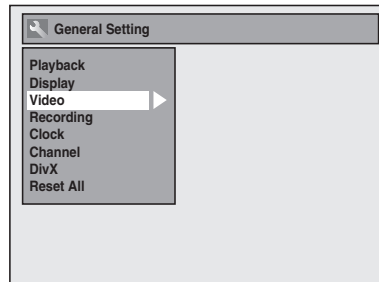 General Setting
Playback
Display
Video
Recording
Clock
Channel
DivX
Reset All